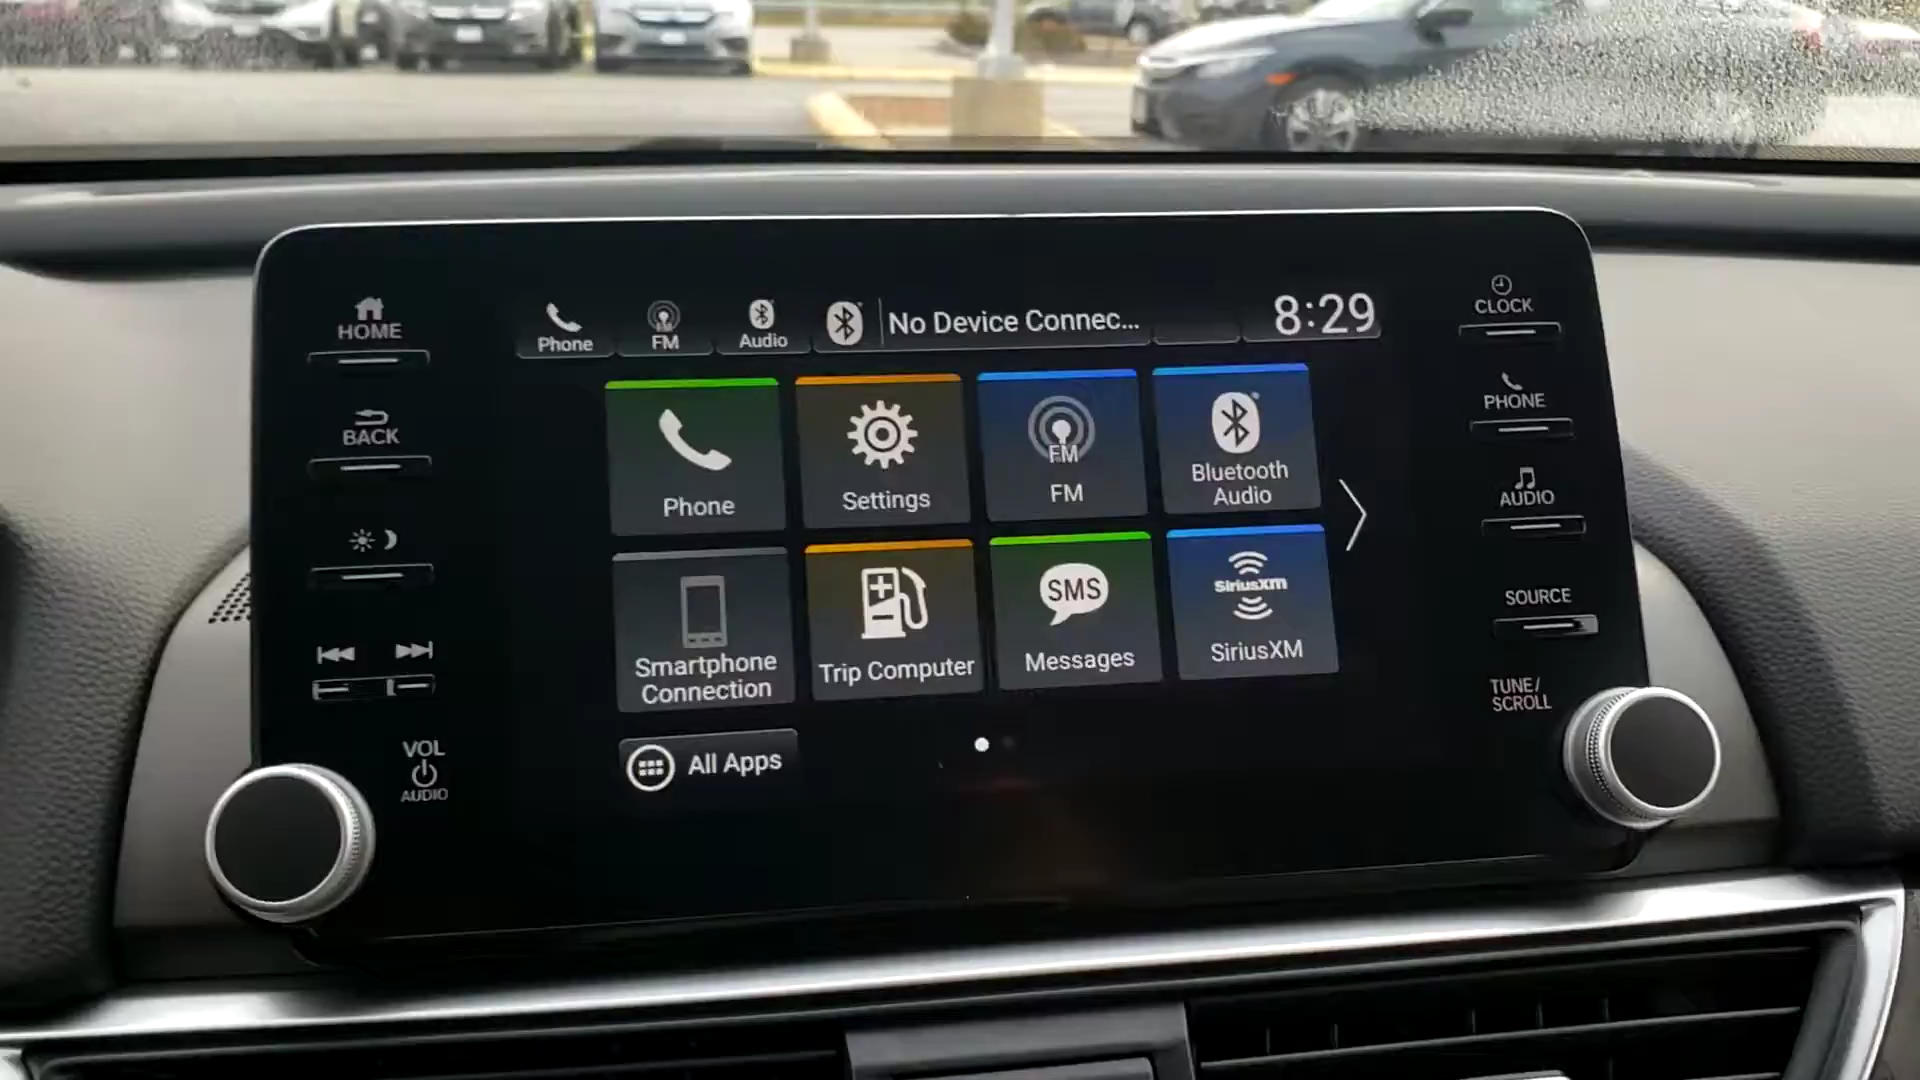 HOME
BACK
VOL
AUDIO
Phone
FM
Audio
No Device Connec...
8:29
Phone
Settings
FM
FM
Bluetooth
Audio
Smartphone
Connection
Trip Computer
SMS
Messages
SiriusXM
SiriusXM
All Apps
CLOCK
PHONE
AUDIO
SOURCE
TUNE/
SCROLL